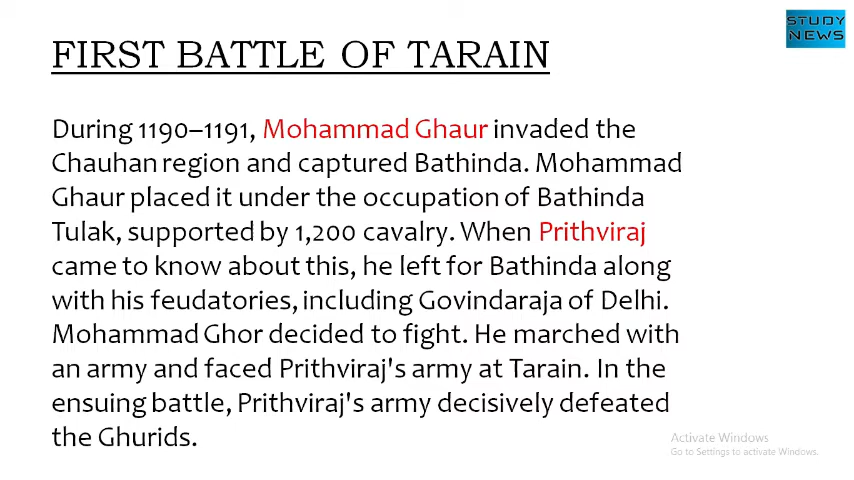 STUDY
NEWS
FIRST BATTLE OF TARAIN
During 1190–1191, Mohammad Ghaur invaded the
Chauhan region and captured Bathinda. Mohammad
Ghaur placed it under the occupation of Bathinda
Tulak, supported by 1,200 cavalry. When Prithviraj
came to know about this, he left for Bathinda along
with his feudatories, including Govindaraja of Delhi.
Mohammad Ghor decided to fight. He marched with
an army and faced Prithviraj's army at Tarain. In the
ensuing battle, Prithviraj's army decisively defeated
the Ghurids.
Activate Windows
Go to Settings to activate Windows.